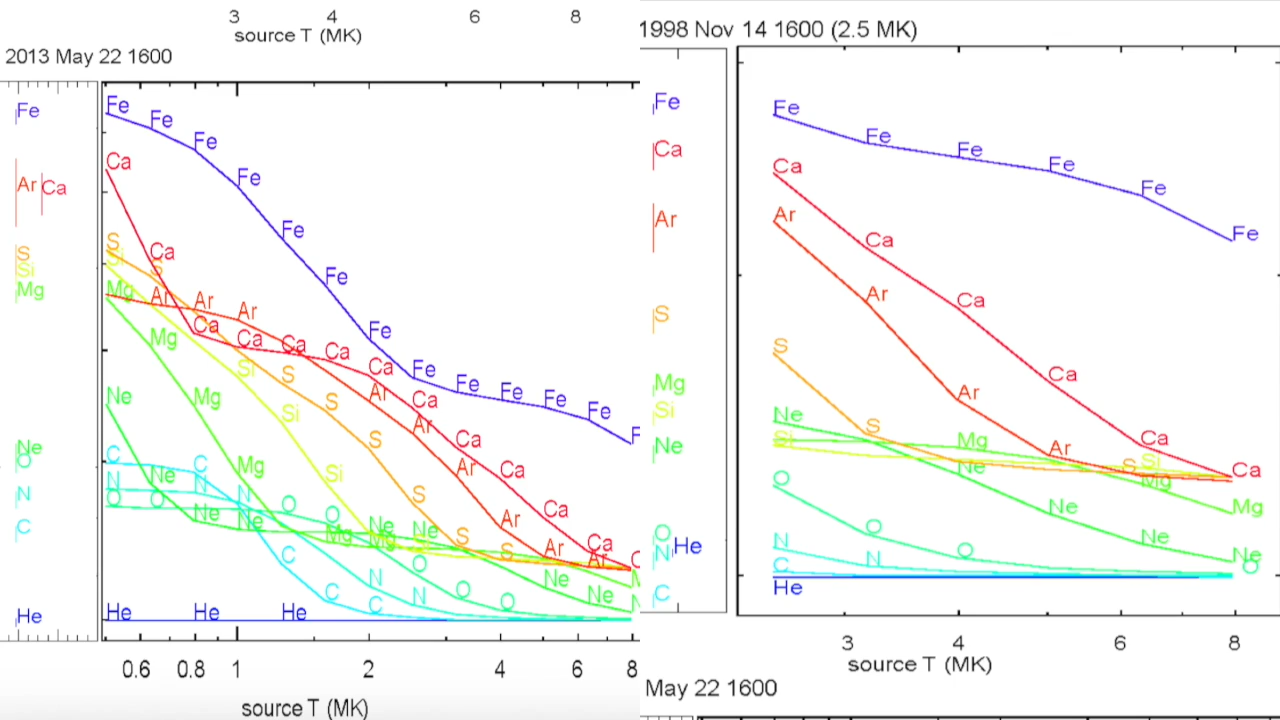 3 4 6 8
source T (MK)
2013 May 22 1600
Fe
Ar Ca
S
Si
Mg
Ne
O
N
C
He
Fe Fe Fe Fe Fe Fe Fe Fe Fe Fe Fe
Ca Ca Ca Ca Ca Ca Ca Ca Ca Ca Ca Ca
S S S S S S S S
Si Si Si Si Si
Ar Ar Ar Ar Ar Ar Ar Ar Ar
Mg Mg Mg Mg Mg Mg
Ne Ne Ne Ne Ne Ne Ne Ne
C C C C C
N N N N N N
O O O O O O O
He He He
0.6 0.8 1 2 4 6 8
source T (MK)
1998 Nov 14 1600 (2.5 MK)
Fe
Ca
Ar
S
Mg
Si
Ne
O
N He
C
Fe Fe Fe Fe Fe Fe
Ca Ca Ca Ca Ca Ca
Ar Ar Ar Ar
S S S
Ne Ne Ne Ne Ne
Si Si
Mg Mg Mg
O O O O
N N
C
He
3 4 6 8
source T (MK)
May 22 1600